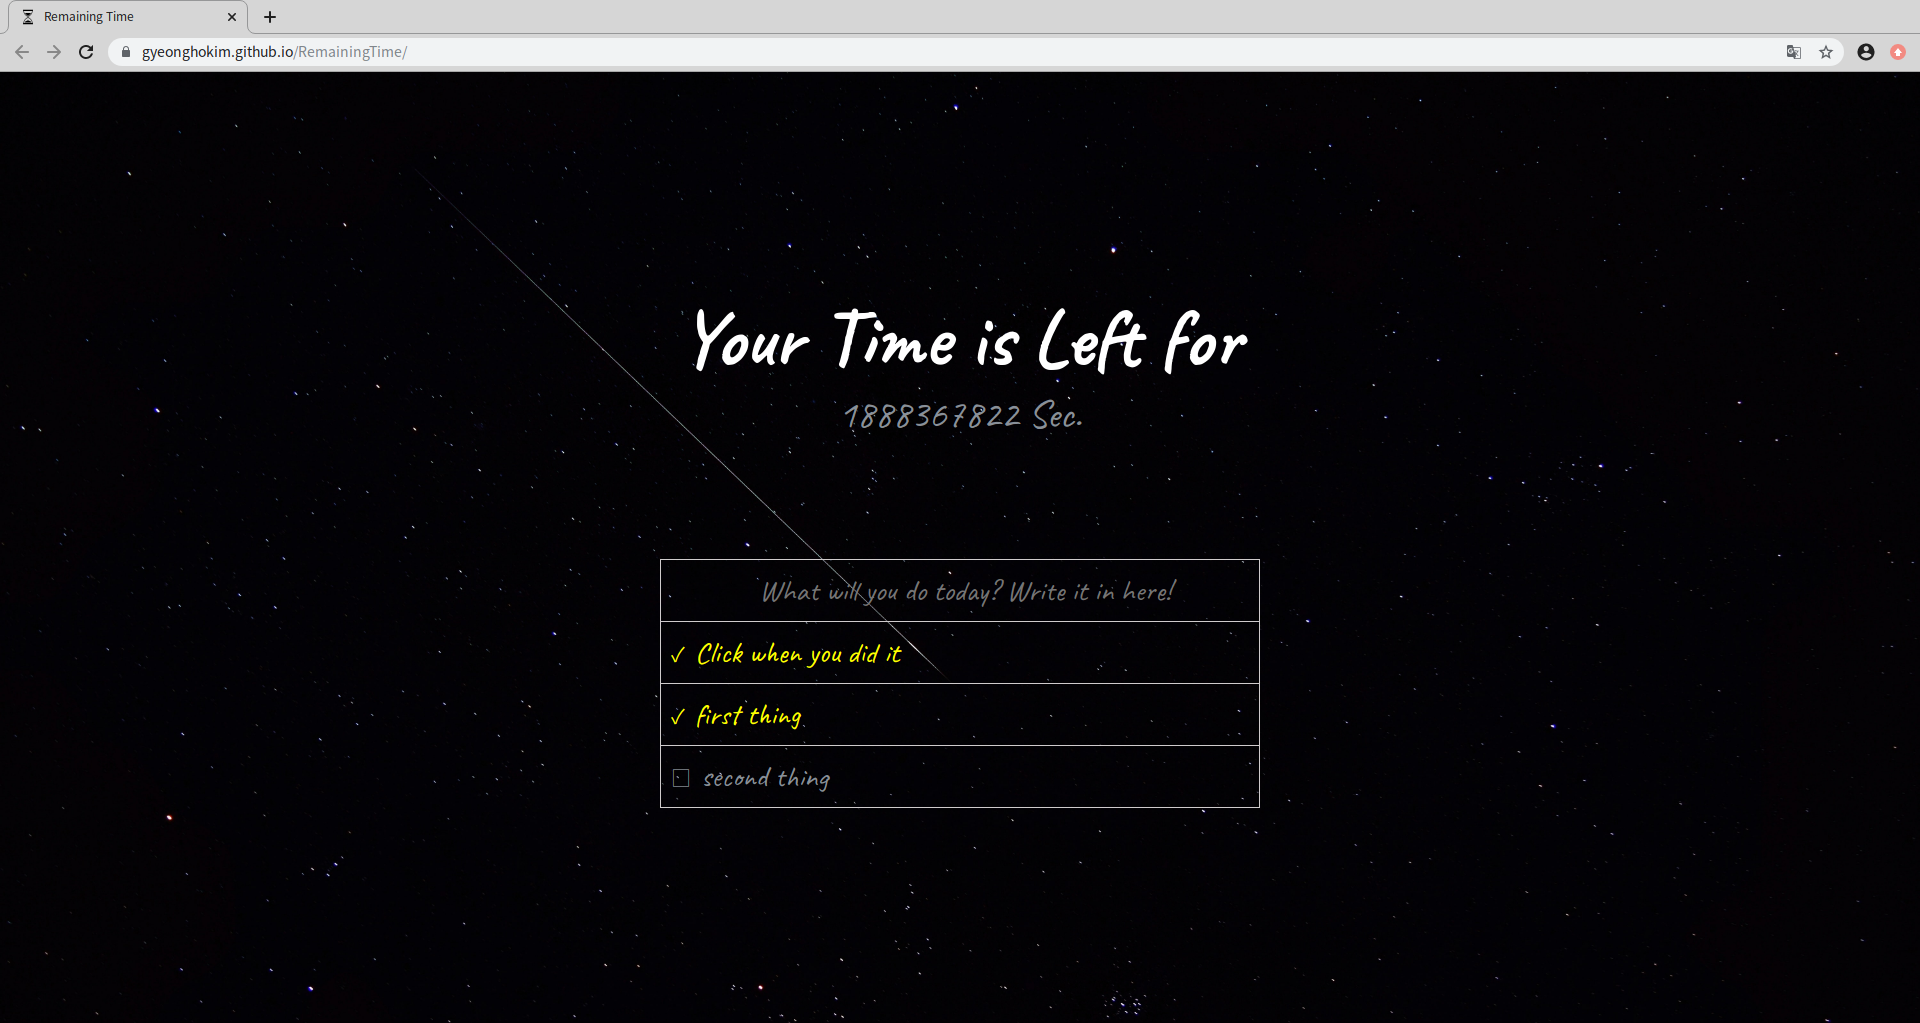 Remaining Time
gyeonghokim.github.io/RemainingTime/
Your Time is Left for
1888367822 Sec.
What will you do today? Write it in here!
✓ Click when you did it
✓ first thing
☐ second thing